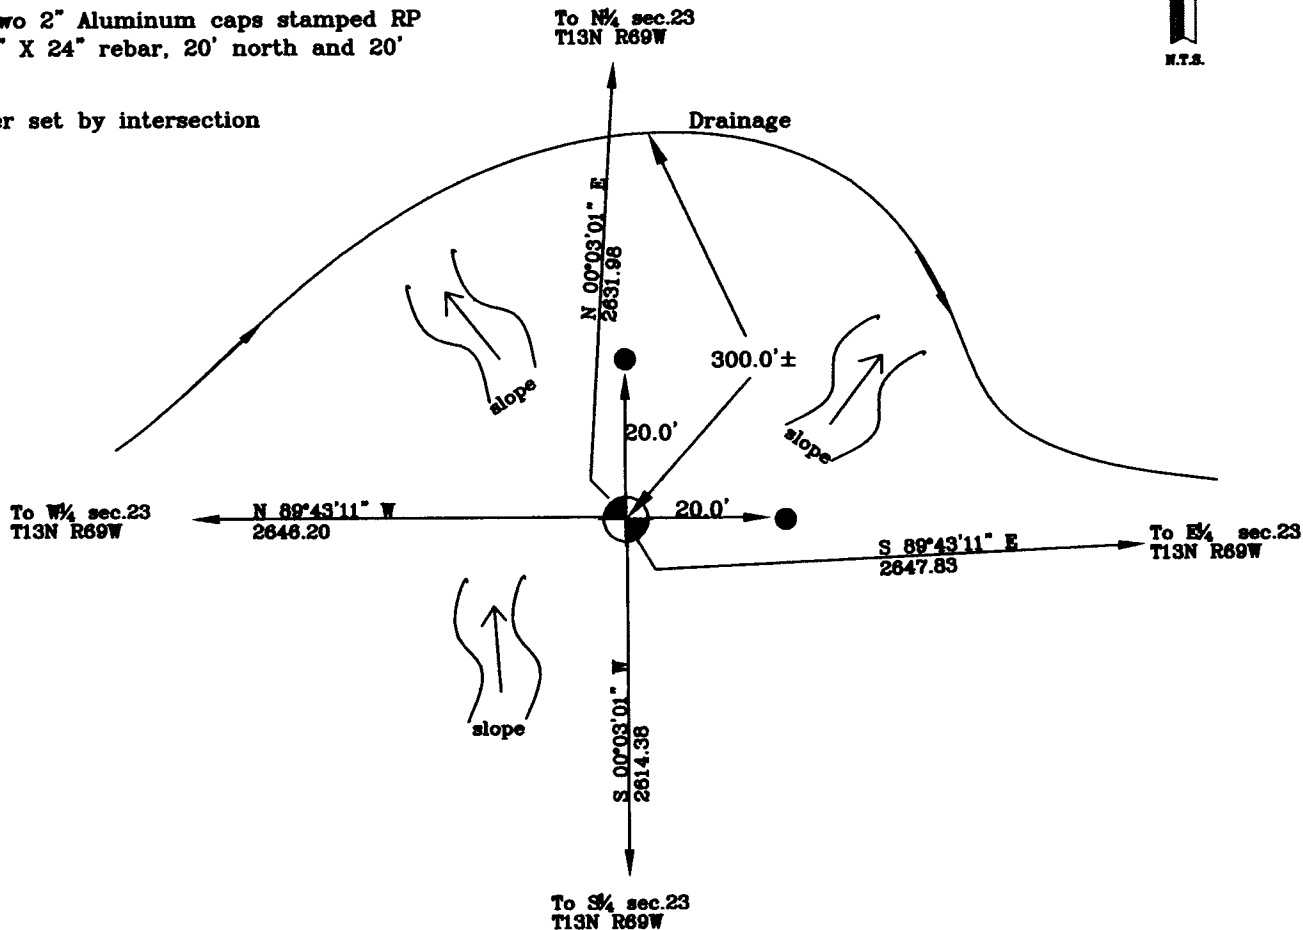 wo 2" Aluminum caps stamped RP
" X 24" rebar, 20' north and 20'
er set by intersection
To N¼ sec.23
T13N R69W
N.T.S.
Drainage
N 00°03'01" E
2631.98
300.0'±
slope
slope
20.0'
20.0'
To W¼ sec.23
T13N R69W
N 89°43'11" W
2646.20
S 89°43'11" E
2647.83
To E¼ sec.23
T13N R69W
slope
S 00°03'01" W
2614.38
To S¼ sec.23
T13N R69W